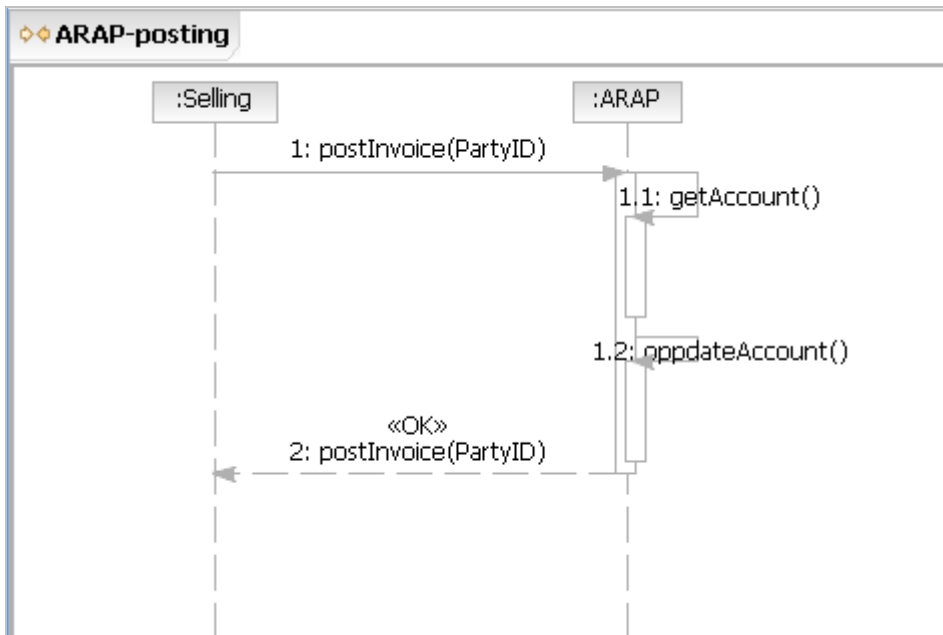 ARAP-posting
:Selling
:ARAP
1: postInvoice(PartyID)
1.1: getAccount()
1.2: oppdateAccount()
«OK»
2: postInvoice(PartyID)